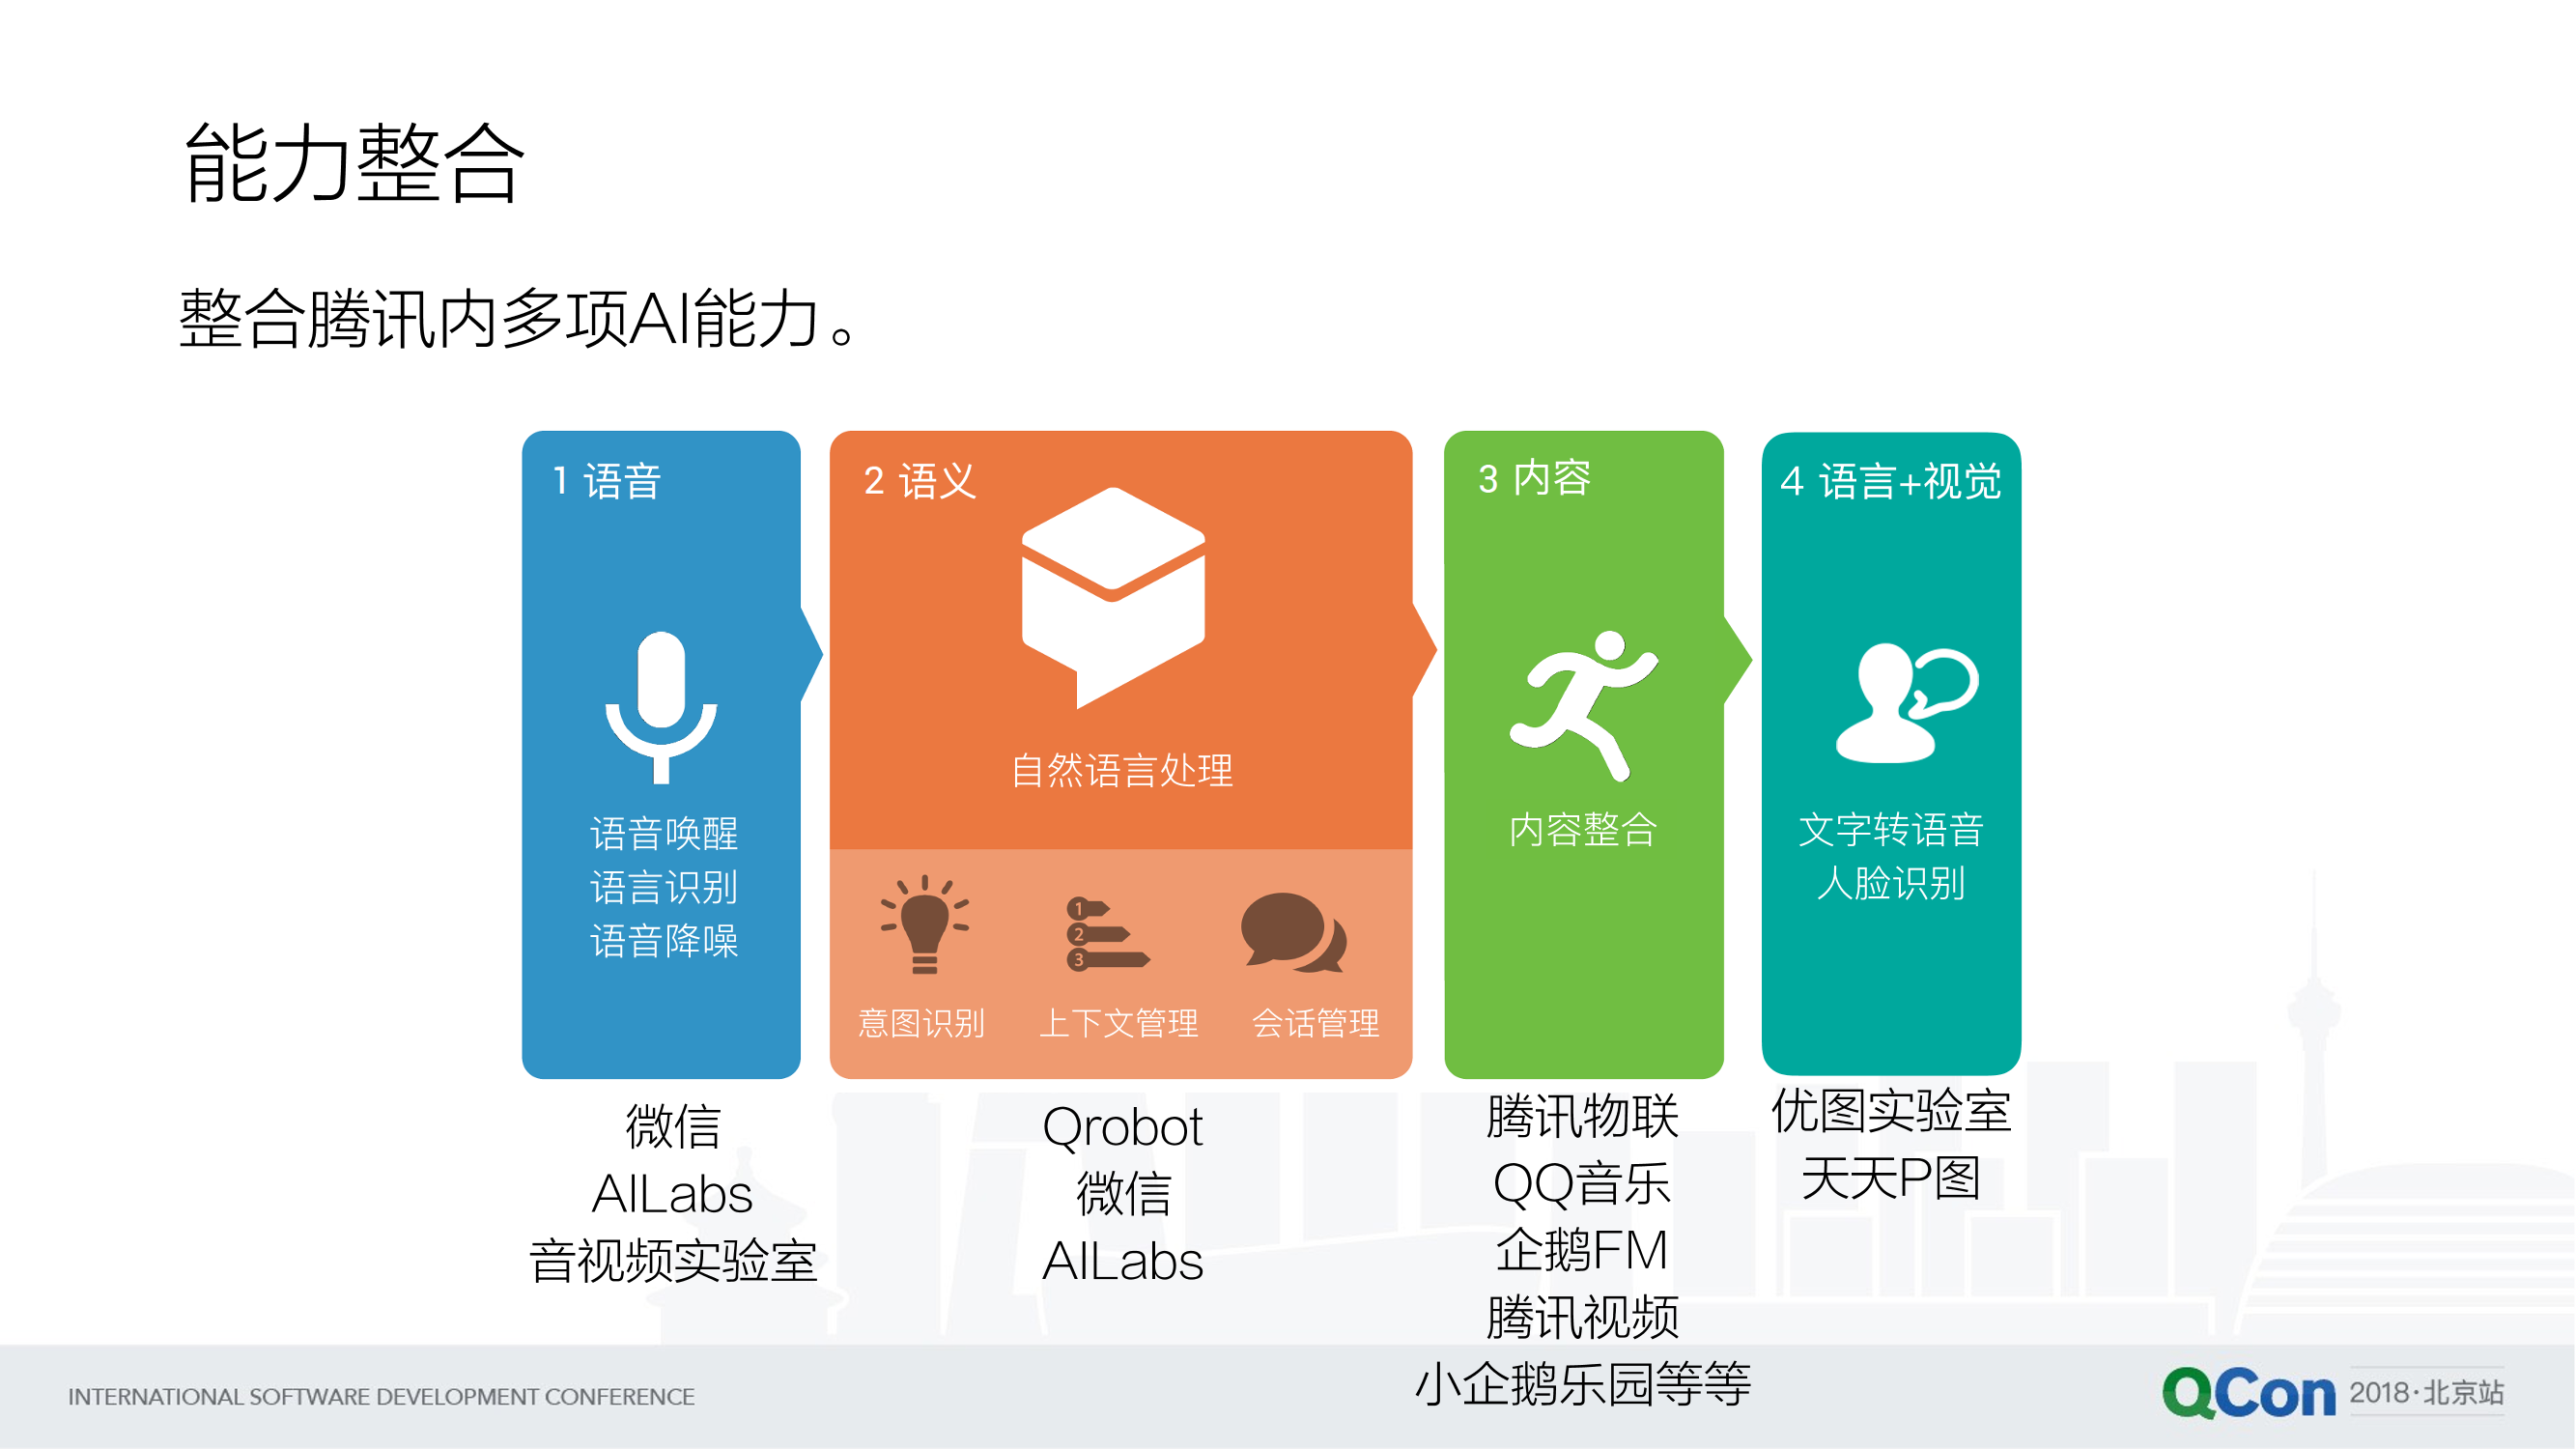 能力整合
整合腾讯内多项AI能力。
1 语音
语音唤醒
语言识别
语音降噪
微信
AILabs
音视频实验室
2 语义
自然语言处理
1
2
3
意图识别
上下文管理
会话管理
Qrobot
微信
AILabs
3 内容
内容整合
腾讯物联
QQ音乐
企鹅FM
腾讯视频
小企鹅乐园等等
4 语言+视觉
文字转语音
人脸识别
优图实验室
天天P图
INTERNATIONAL SOFTWARE DEVELOPMENT CONFERENCE
QCon 2018·北京站